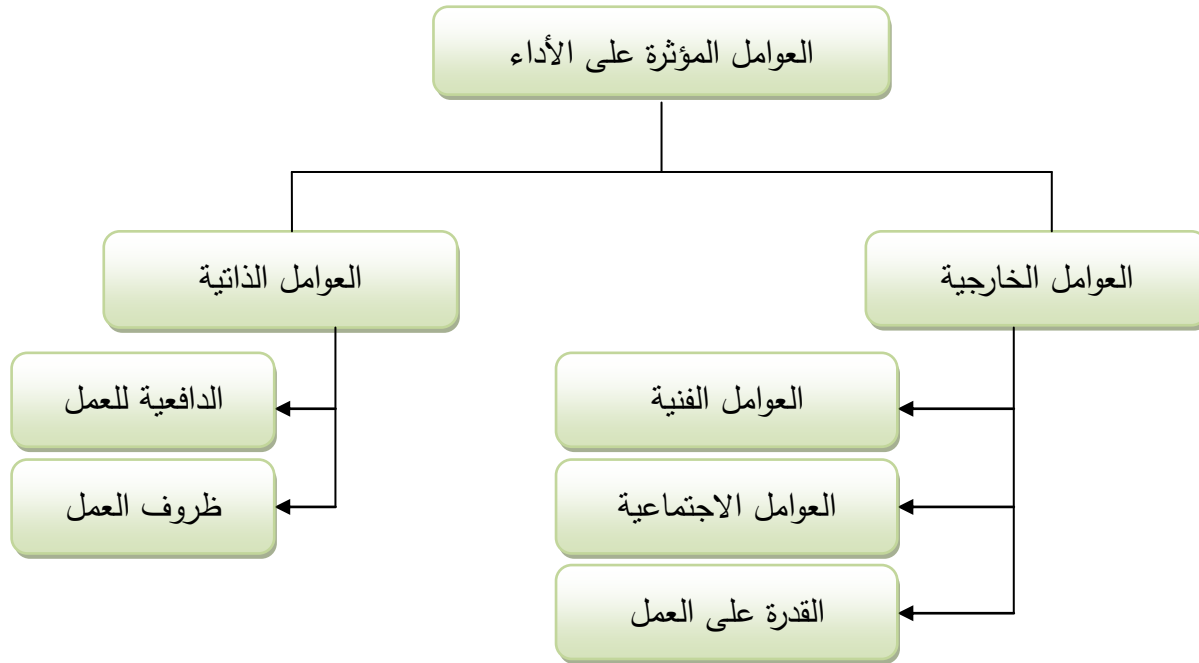 العوامل المؤثرة على الأداء
العوامل الخارجية
العوامل الذاتية
العوامل الفنية
الدافعية للعمل
العوامل الاجتماعية
ظروف العمل
القدرة على العمل